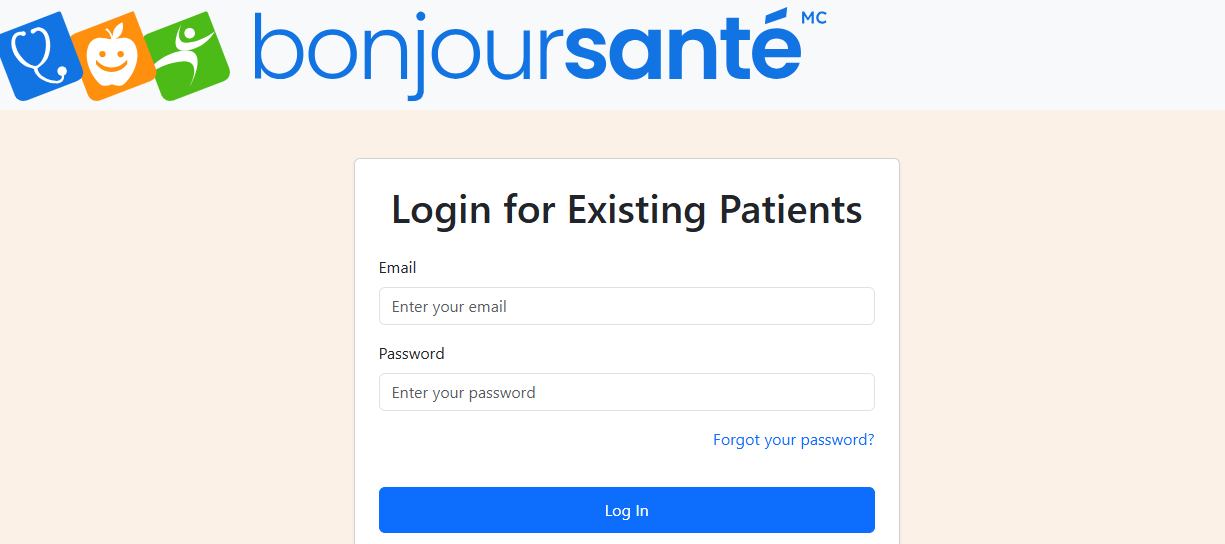 bonjoursanté MC
Login for Existing Patients
Email
Enter your email
Password
Enter your password
Forgot your password?
Log In